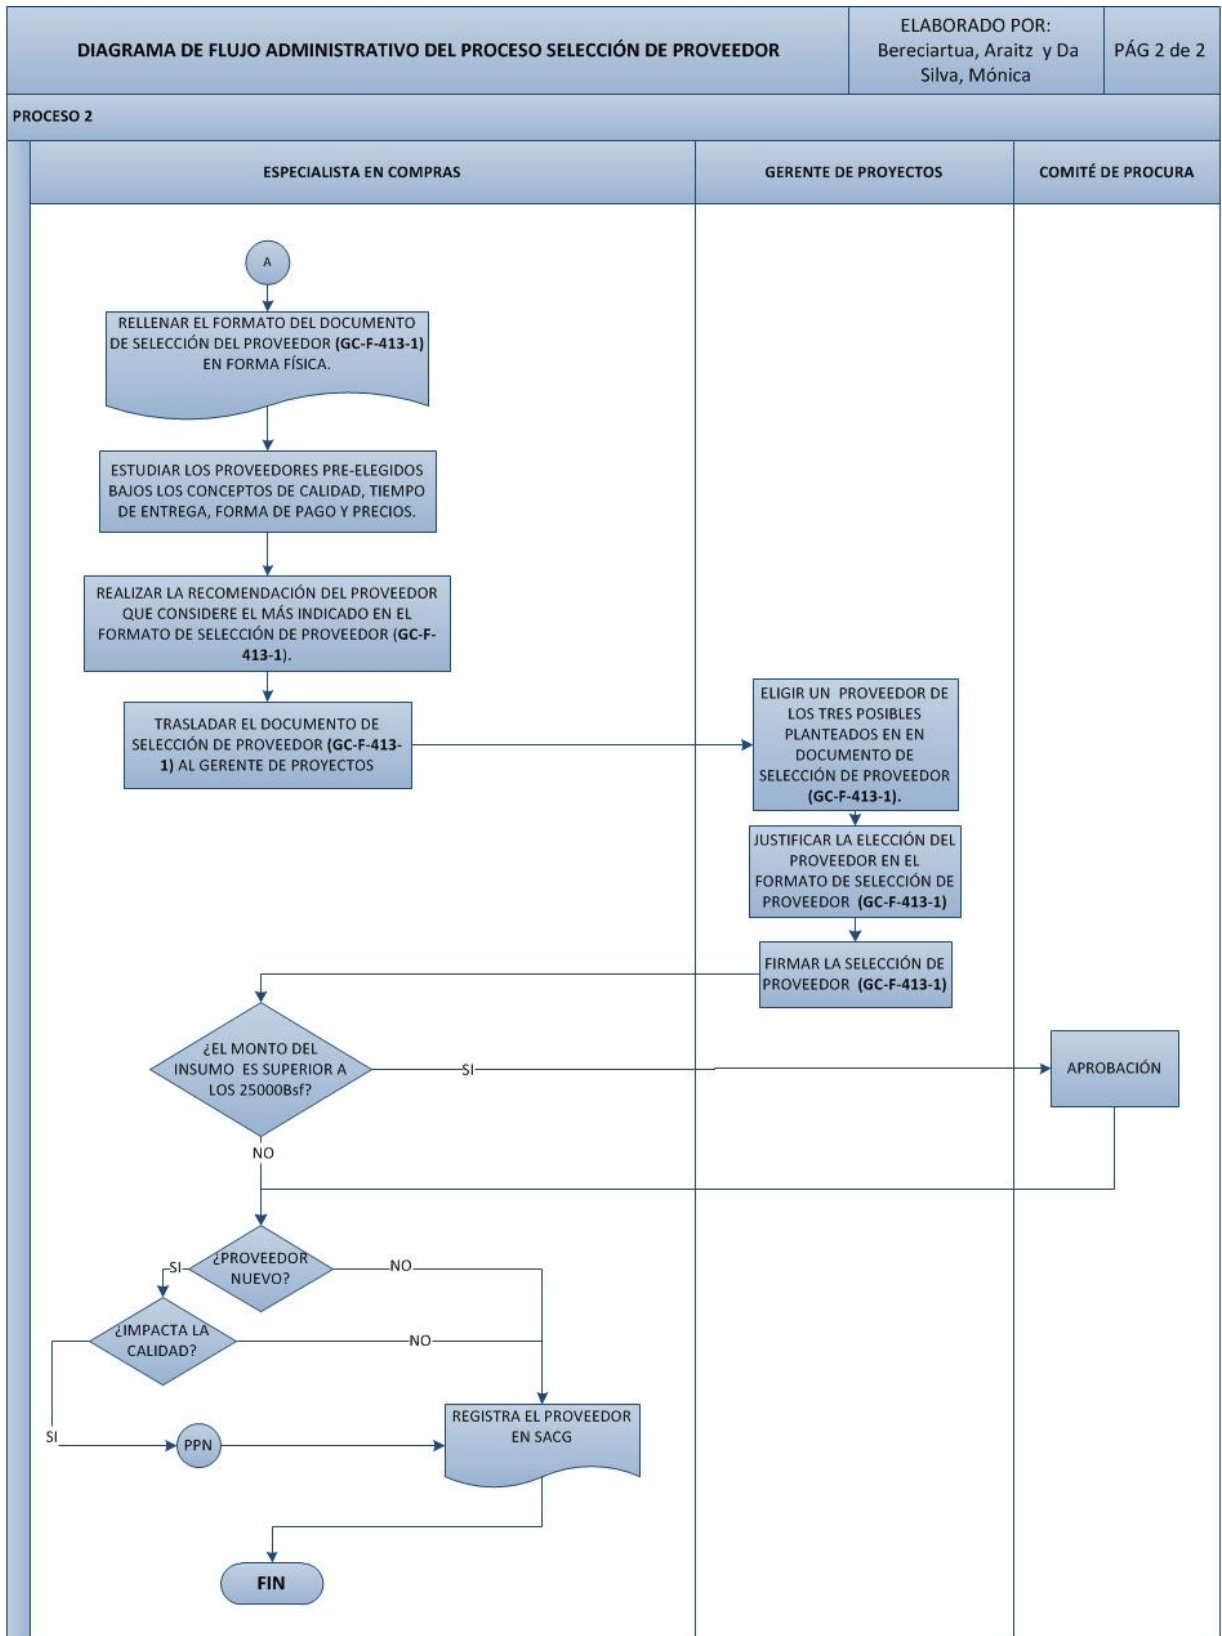 DIAGRAMA DE FLUJO ADMINISTRATIVO DEL PROCESO SELECCIÓN DE PROVEEDOR
ELABORADO POR:
Bereciartua, Araitz y Da
Silva, Mónica
PÁG 2 de 2
PROCESO 2
ESPECIALISTA EN COMPRAS
GERENTE DE PROYECTOS
COMITÉ DE PROCURA
A
RELLENAR EL FORMATO DEL DOCUMENTO
DE SELECCIÓN DEL PROVEEDOR (GC-F-413-1)
EN FORMA FÍSICA.
ESTUDIAR LOS PROVEEDORES PRE-ELEGIDOS
BAJOS LOS CONCEPTOS DE CALIDAD, TIEMPO
DE ENTREGA, FORMA DE PAGO Y PRECIOS.
REALIZAR LA RECOMENDACIÓN DEL PROVEEDOR
QUE CONSIDERE EL MÁS INDICADO EN EL
FORMATO DE SELECCIÓN DE PROVEEDOR (GC-F-
413-1).
TRASLADAR EL DOCUMENTO DE
SELECCIÓN DE PROVEEDOR (GC-F-413-
1) AL GERENTE DE PROYECTOS
ELIGIR UN PROVEEDOR DE
LOS TRES POSIBLES
PLANTEADOS EN EN
DOCUMENTO DE
SELECCIÓN DE PROVEEDOR
(GC-F-413-1).
JUSTIFICAR LA ELECCIÓN DEL
PROVEEDOR EN EL
FORMATO DE SELECCIÓN DE
PROVEEDOR (GC-F-413-1)
FIRMAR LA SELECCIÓN DE
PROVEEDOR (GC-F-413-1)
¿EL MONTO DEL
INSUMO ES SUPERIOR A
LOS 25000Bsf?
SI
APROBACIÓN
NO
¿PROVEEDOR
NUEVO?
SI
NO
¿IMPACTA LA
CALIDAD?
NO
SI
PPN
REGISTRA EL PROVEEDOR
EN SACG
FIN